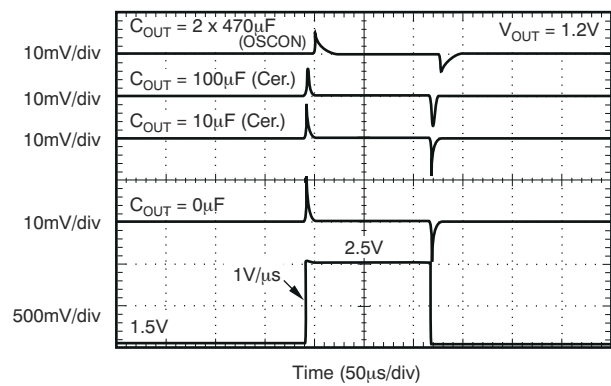 C_OUT = 2 x 470μF
(OSCON)
V_OUT = 1.2V
10mV/div
C_OUT = 100μF (Cer.)
10mV/div
C_OUT = 10μF (Cer.)
10mV/div
C_OUT = 0μF
10mV/div
2.5V
1V/μs
500mV/div
1.5V
Time (50μs/div)